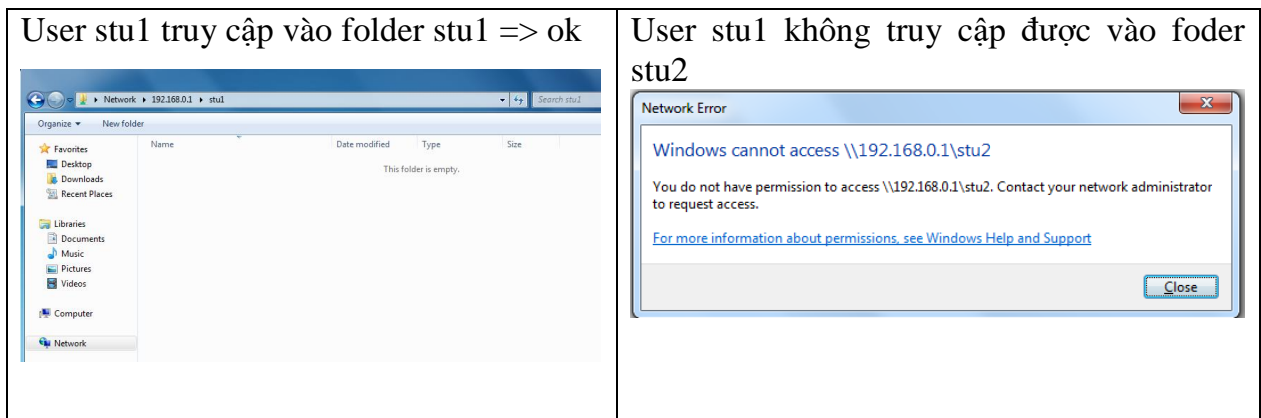 User stu1 truy cập vào folder stu1 => ok
Network ▸ 192.168.0.1 ▸ stu1
Search stu1
Organize ▾ New folder
Favorites
Desktop
Downloads
Recent Places
Libraries
Documents
Music
Pictures
Videos
Computer
Network
Name Date modified Type Size
This folder is empty.
User stu1 không truy cập được vào foder
stu2
Network Error
Windows cannot access \\192.168.0.1\stu2
You do not have permission to access \\192.168.0.1\stu2. Contact your network administrator
to request access.
For more information about permissions, see Windows Help and Support
Close